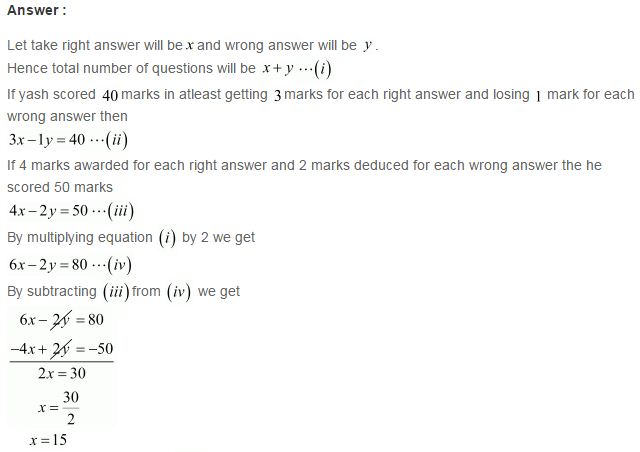 Answer :
Let take right answer will be x and wrong answer will be y .
Hence total number of questions will be x + y ···(i)
If yash scored 40 marks in atleast getting 3 marks for each right answer and losing 1 mark for each
wrong answer then
3x – 1y = 40 ···(ii)
If 4 marks awarded for each right answer and 2 marks deduced for each wrong answer the he
scored 50 marks
4x – 2y = 50 ···(iii)
By multiplying equation (i) by 2 we get
6x – 2y = 80 ···(iv)
By subtracting (iii) from (iv) we get
6x – 2y = 80
–4x + 2y = –50
2x = 30
x = 30/2
x = 15